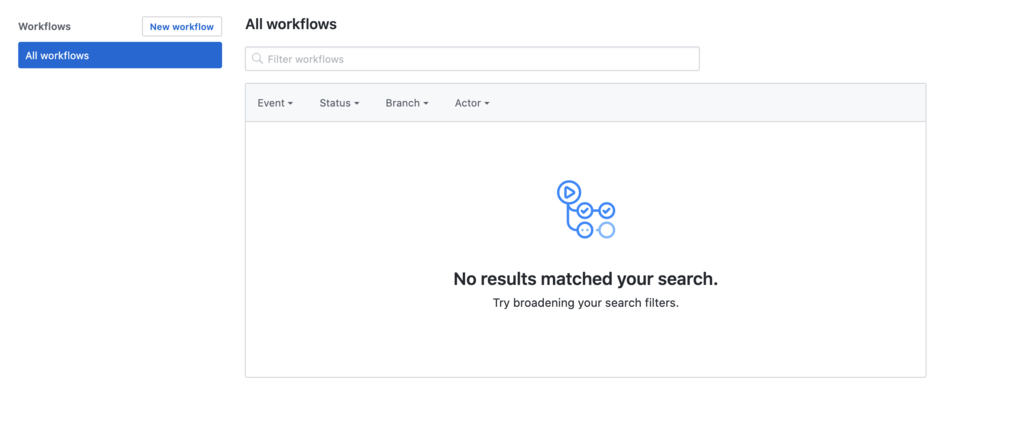 Workflows
New workflow
All workflows
All workflows
Filter workflows
Event
Status
Branch
Actor
No results matched your search.
Try broadening your search filters.